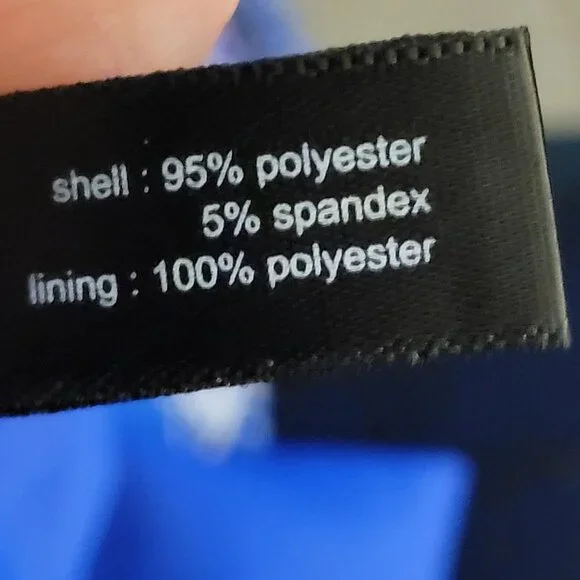 shell : 95% polyester
5% spandex
lining : 100% polyester